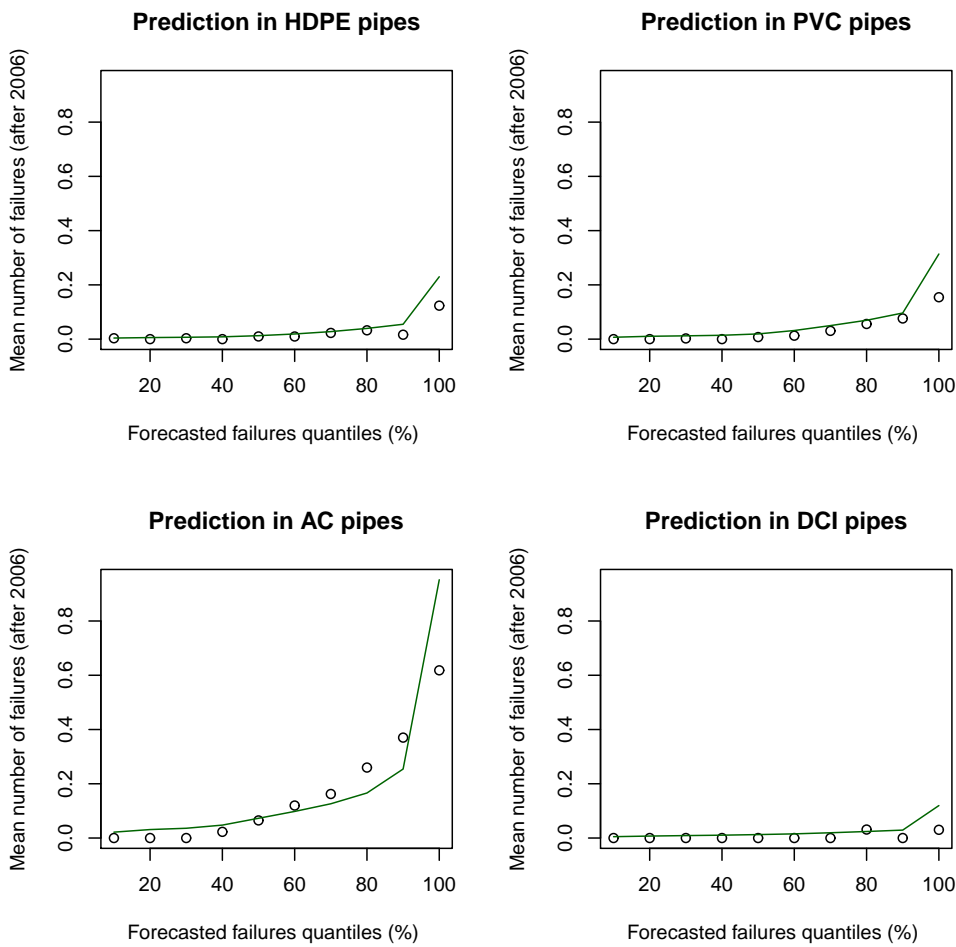 Prediction in HDPE pipes
Mean number of failures (after 2006)
0.8
0.6
0.4
0.2
0.0
20 40 60 80 100
Forecasted failures quantiles (%)
Prediction in PVC pipes
Mean number of failures (after 2006)
0.8
0.6
0.4
0.2
0.0
20 40 60 80 100
Forecasted failures quantiles (%)
Prediction in AC pipes
Mean number of failures (after 2006)
0.8
0.6
0.4
0.2
0.0
20 40 60 80 100
Forecasted failures quantiles (%)
Prediction in DCI pipes
Mean number of failures (after 2006)
0.8
0.6
0.4
0.2
0.0
20 40 60 80 100
Forecasted failures quantiles (%)